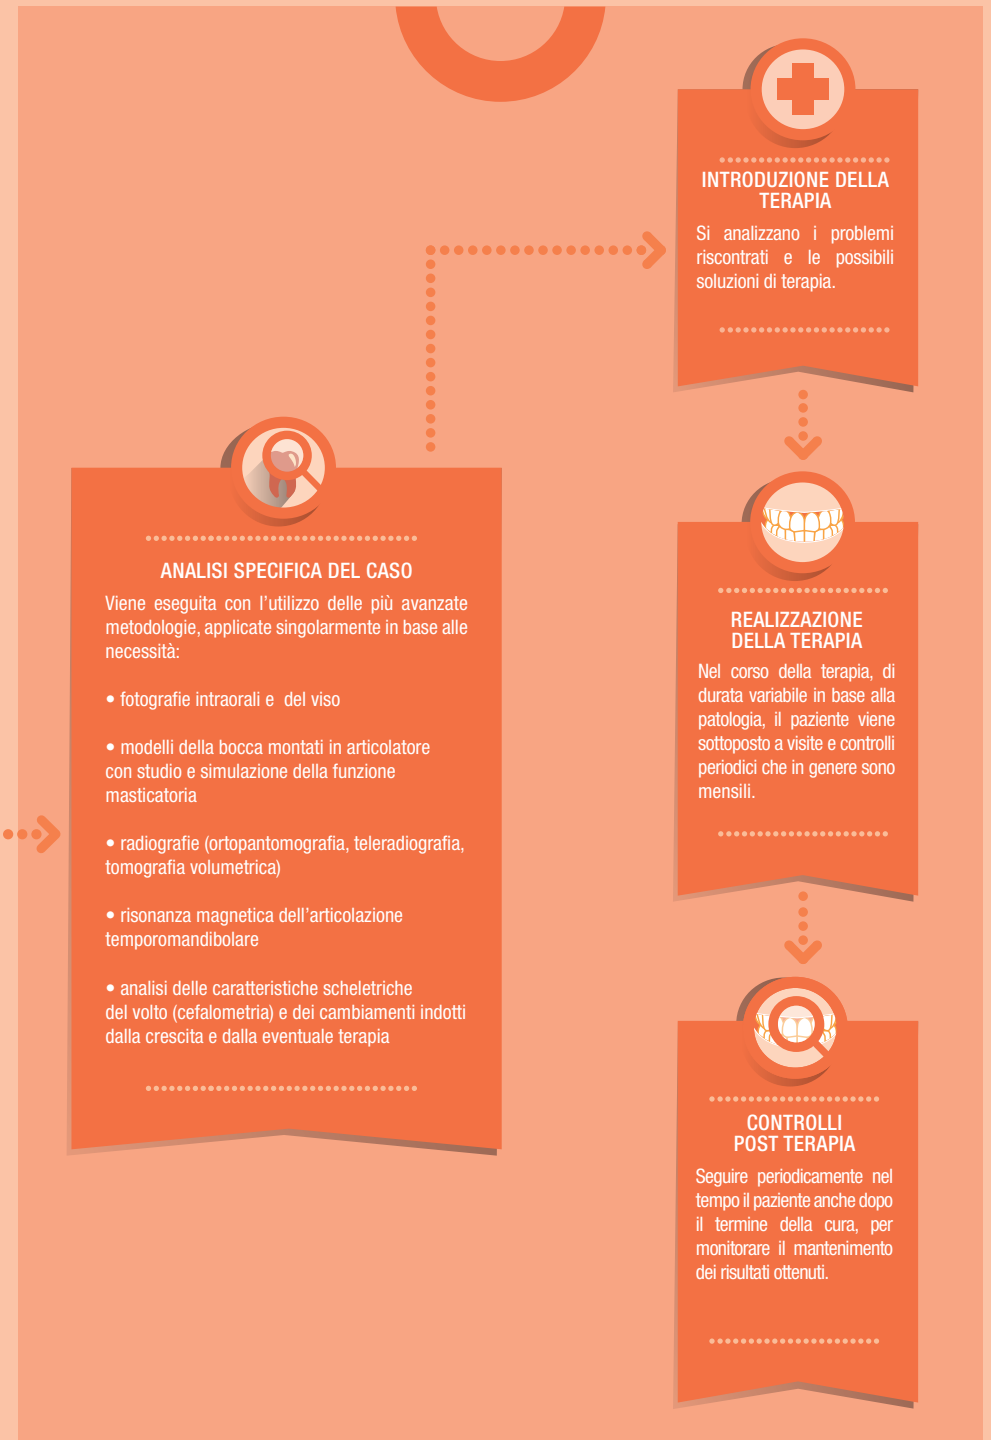 ANALISI SPECIFICA DEL CASO
Viene eseguita con l’utilizzo delle più avanzate
metodologie, applicate singolarmente in base alle
necessità:
• fotografie intraorali e  del viso
• modelli della bocca montati in articolatore
con studio e simulazione della funzione
masticatoria
• radiografie (ortopantomografia, teleradiografia,
tomografia volumetrica)
• risonanza magnetica dell’articolazione
temporomandibolare
• analisi delle caratteristiche scheletriche
del volto (cefalometria) e dei cambiamenti indotti
dalla crescita e dalla eventuale terapia
INTRODUZIONE DELLA
TERAPIA
Si analizzano i problemi
riscontrati e le possibili
soluzioni di terapia.
REALIZZAZIONE
DELLA TERAPIA
Nel corso della terapia, di
durata variabile in base alla
patologia, il paziente viene
sottoposto a visite e controlli
periodici che in genere sono
mensili.
CONTROLLI
POST TERAPIA
Seguire periodicamente nel
tempo il paziente anche dopo
il termine della cura, per
monitorare il mantenimento
dei risultati ottenuti.